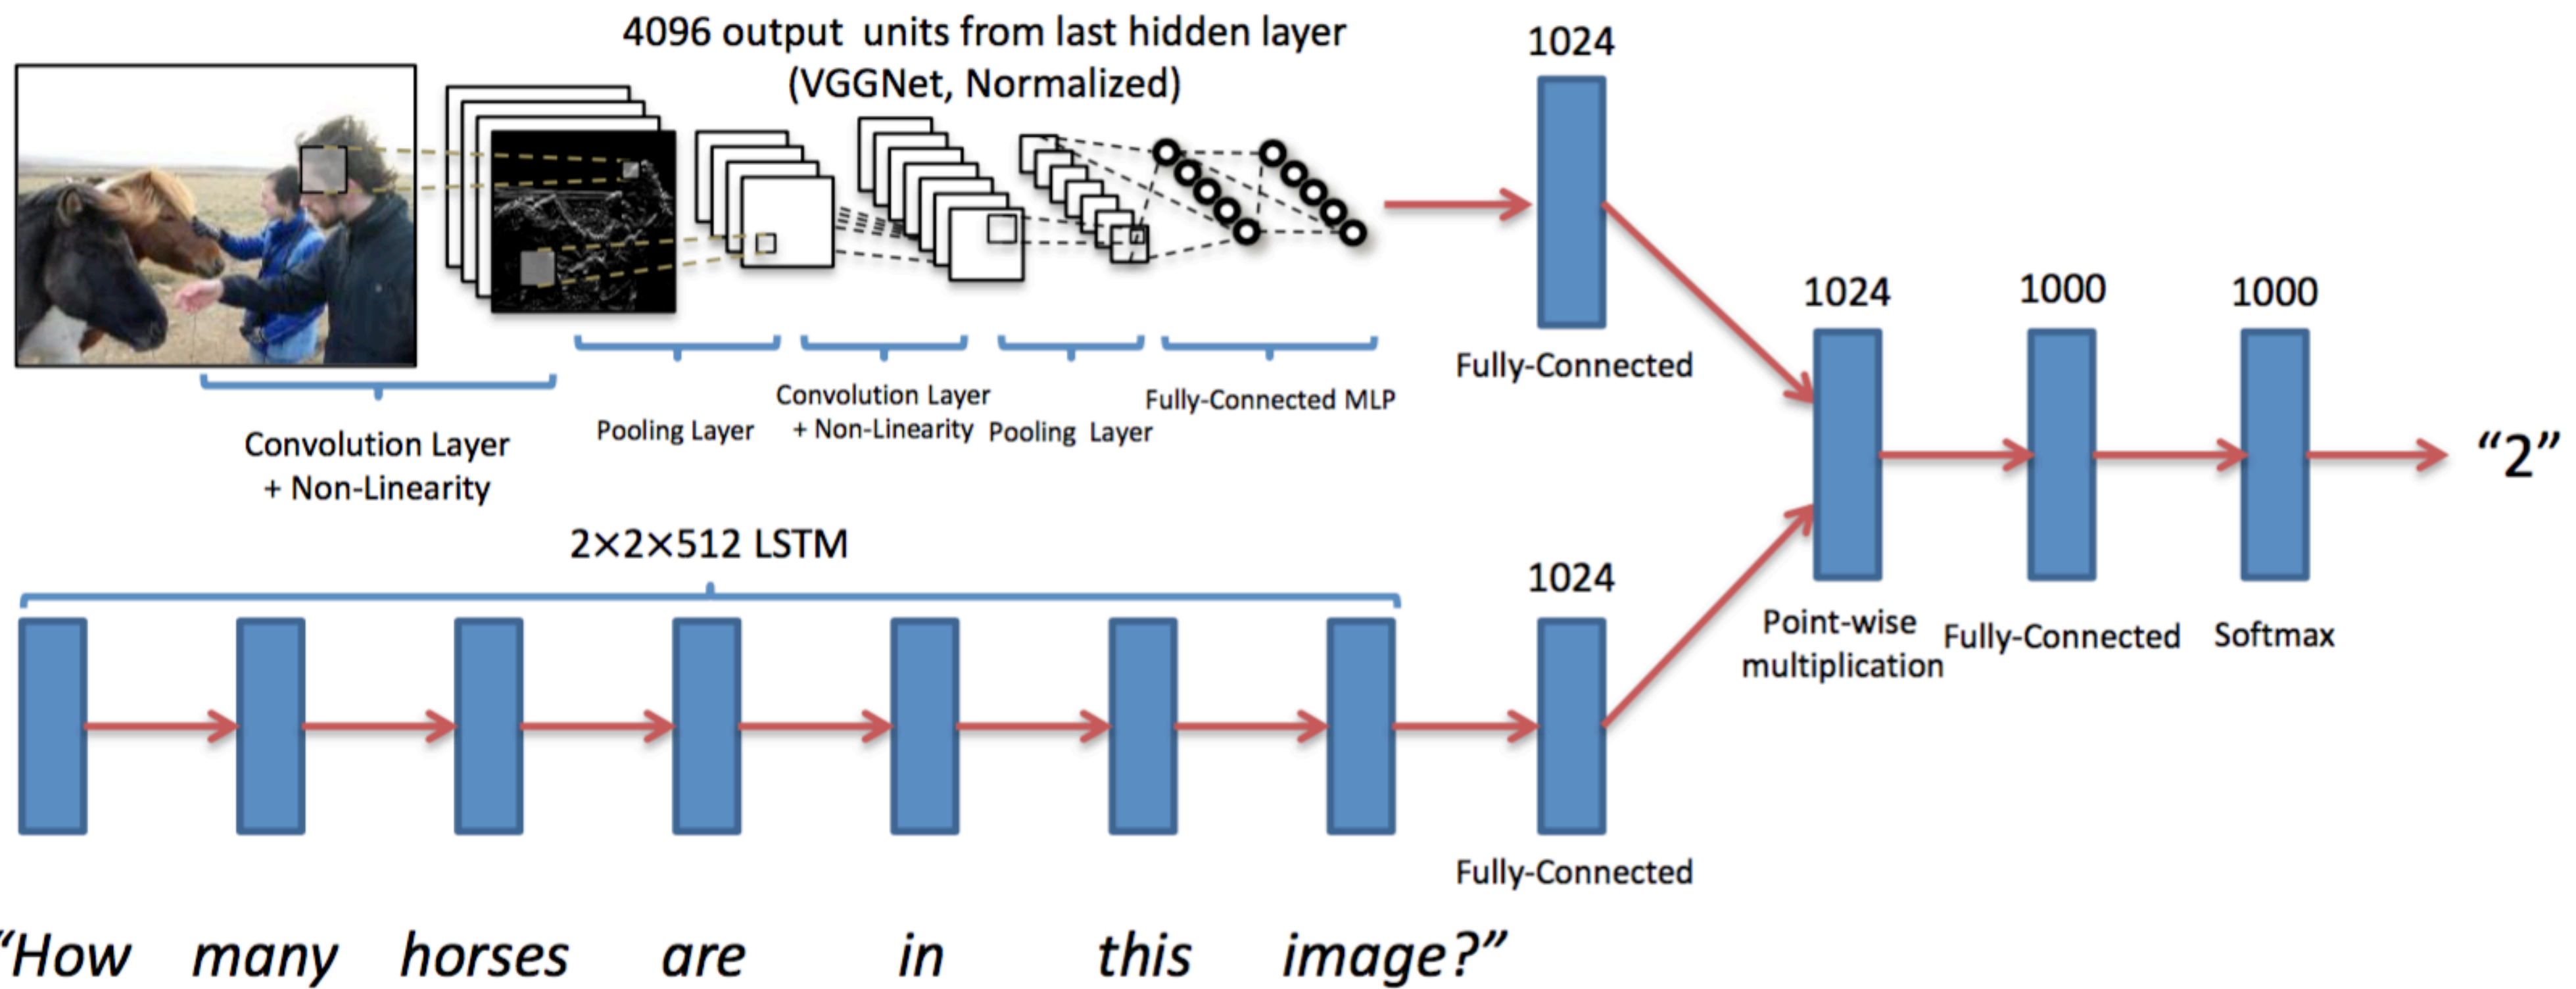 4096 output units from last hidden layer
(VGGNet, Normalized)
1024
Fully-Connected
Convolution Layer
+ Non-Linearity
Pooling Layer
Convolution Layer
+ Non-Linearity
Pooling Layer
Fully-Connected MLP
2×2×512 LSTM
1024
Fully-Connected
1024
Point-wise
multiplication
1000
Fully-Connected
1000
Softmax
“2”
“How many horses are in this image?”